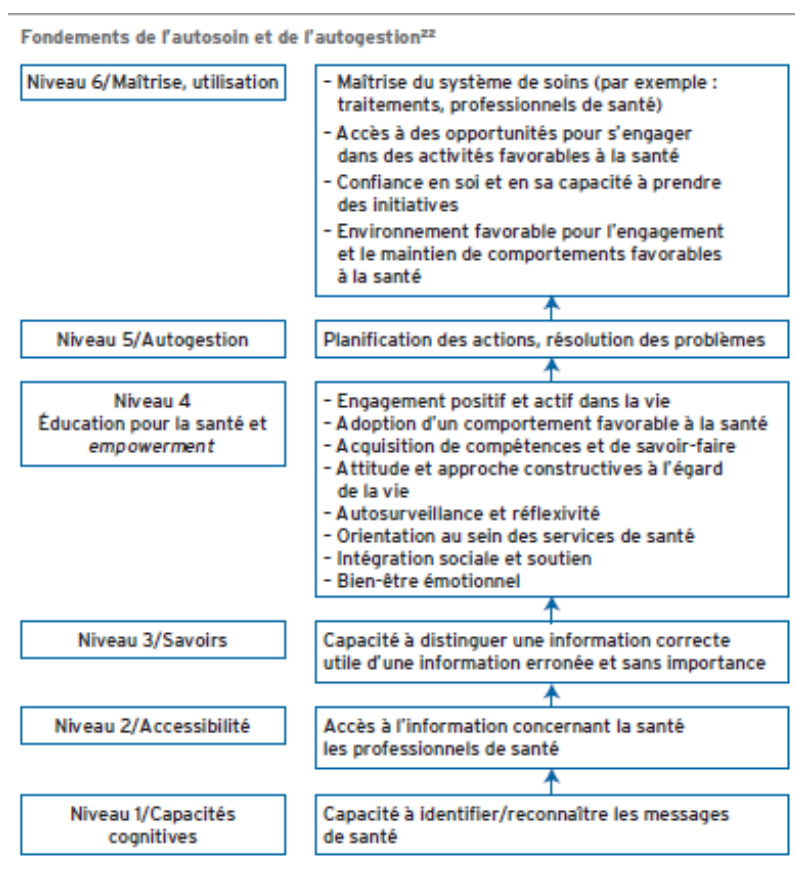 Fondements de l'autosoin et de l'autogestion²²
Niveau 6/Maîtrise, utilisation
– Maîtrise du système de soins (par exemple :
traitements, professionnels de santé)
– Accès à des opportunités pour s'engager
dans des activités favorables à la santé
– Confiance en soi et en sa capacité à prendre
des initiatives
– Environnement favorable pour l'engagement
et le maintien de comportements favorables
à la santé
Niveau 5/Autogestion
Planification des actions, résolution des problèmes
Niveau 4
Éducation pour la santé et
empowerment
– Engagement positif et actif dans la vie
– Adoption d'un comportement favorable à la santé
– Acquisition de compétences et de savoir-faire
– Attitude et approche constructives à l'égard
de la vie
– Autosurveillance et réflexivité
– Orientation au sein des services de santé
– Intégration sociale et soutien
– Bien-être émotionnel
Niveau 3/Savoirs
Capacité à distinguer une information correcte
utile d'une information erronée et sans importance
Niveau 2/Accessibilité
Accès à l'information concernant la santé
les professionnels de santé
Niveau 1/Capacités
cognitives
Capacité à identifier/reconnaître les messages
de santé